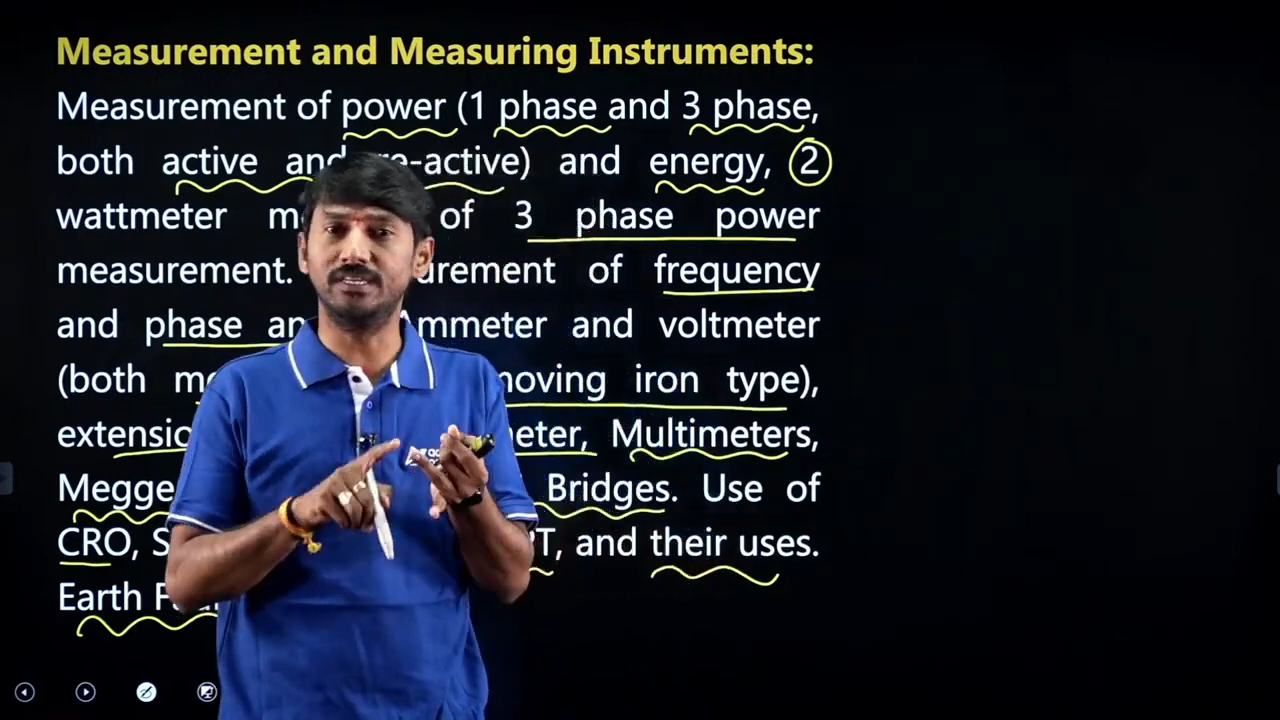 Measurement and Measuring Instruments:
Measurement of power (1 phase and 3 phase,
both active and re-active) and energy, 2
wattmeter of 3 phase power
measurement. of frequency
and phase Ammeter and voltmeter
(both moving iron type),
Multimeters,
Bridges. Use of
CRO, and their uses.
Earth